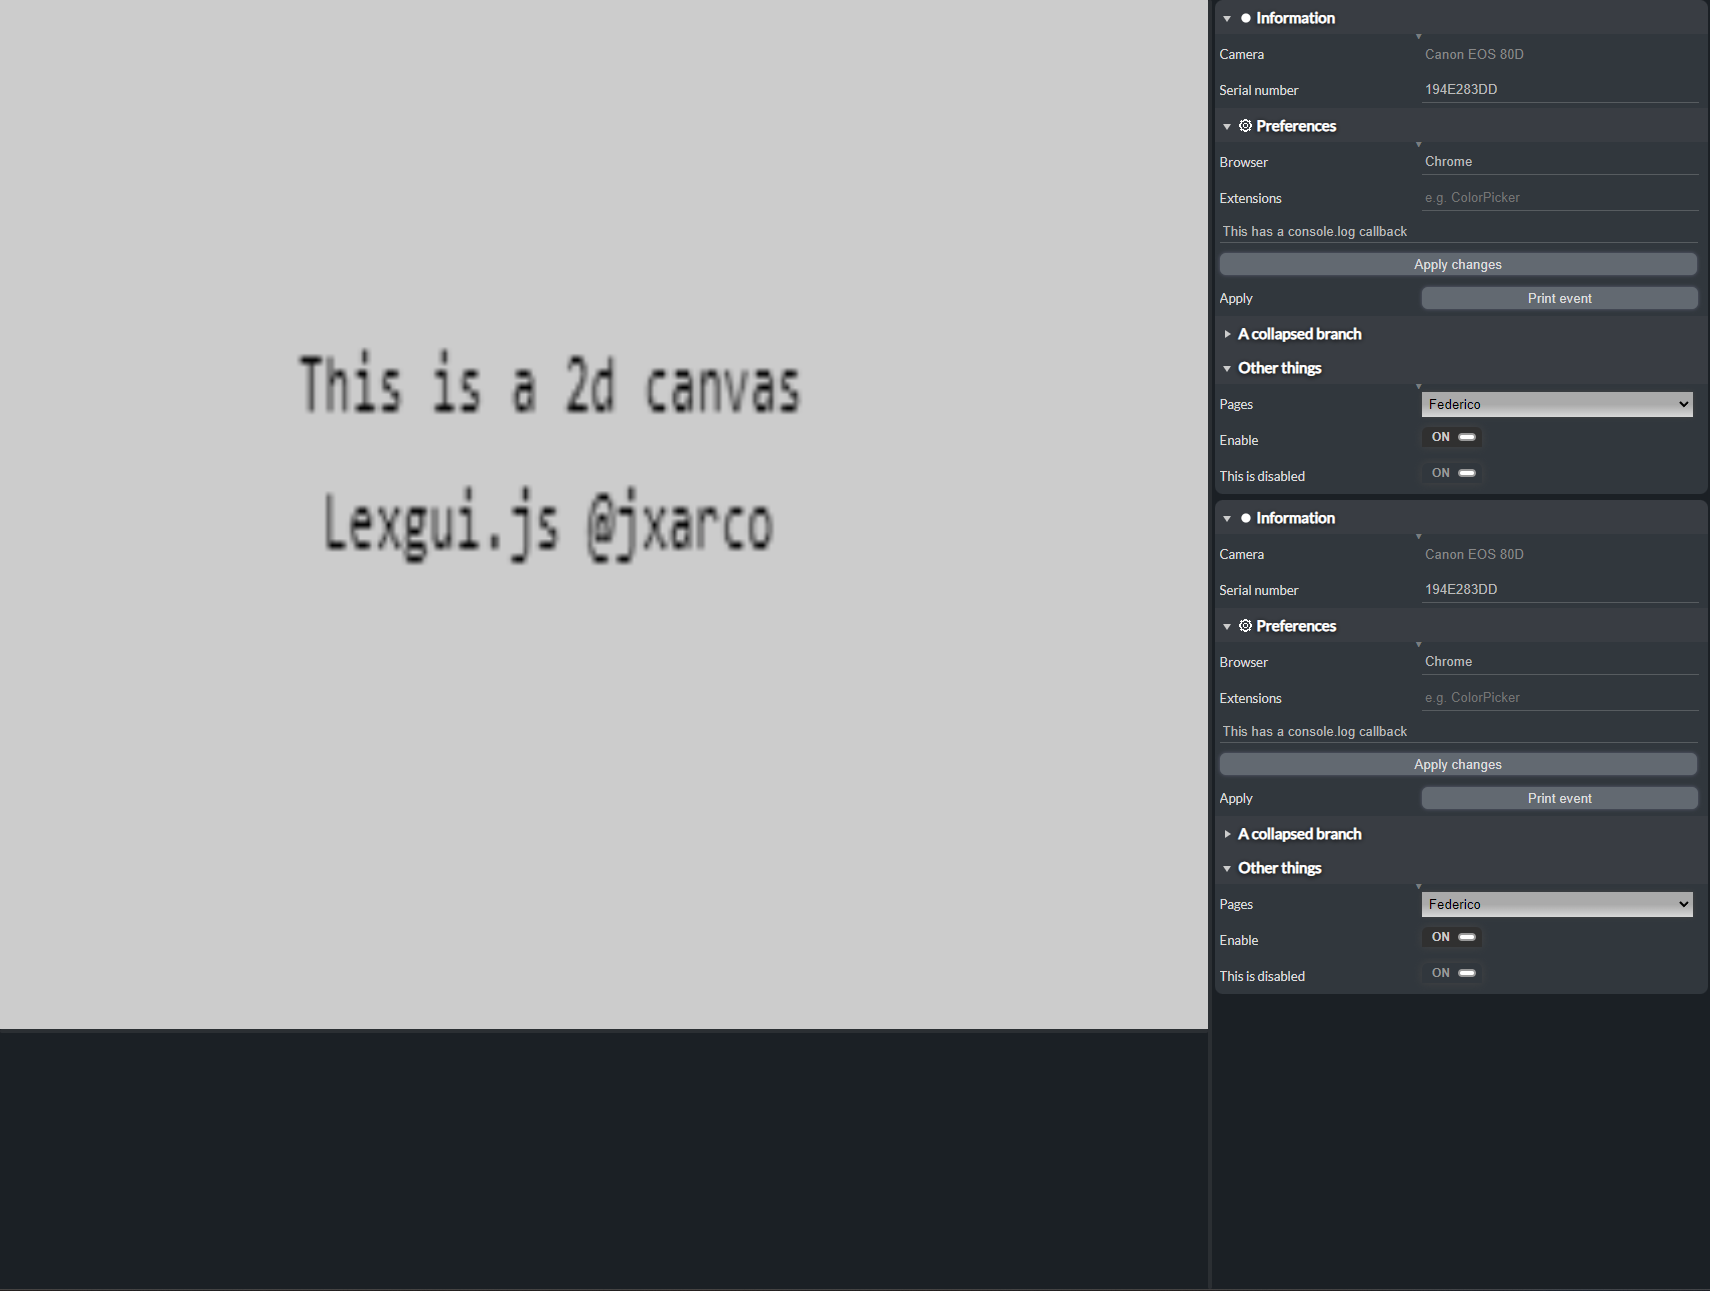 This is a 2d canvas
Lexgui.js @jxarco
Information
Camera Canon EOS 80D
Serial number 194E283DD
Preferences
Browser Chrome
Extensions e.g. ColorPicker
This has a console.log callback
Apply changes
Apply Print event
A collapsed branch
Other things
Pages Federico
Enable ON
This is disabled ON
Information
Camera Canon EOS 80D
Serial number 194E283DD
Preferences
Browser Chrome
Extensions e.g. ColorPicker
This has a console.log callback
Apply changes
Apply Print event
A collapsed branch
Other things
Pages Federico
Enable ON
This is disabled ON